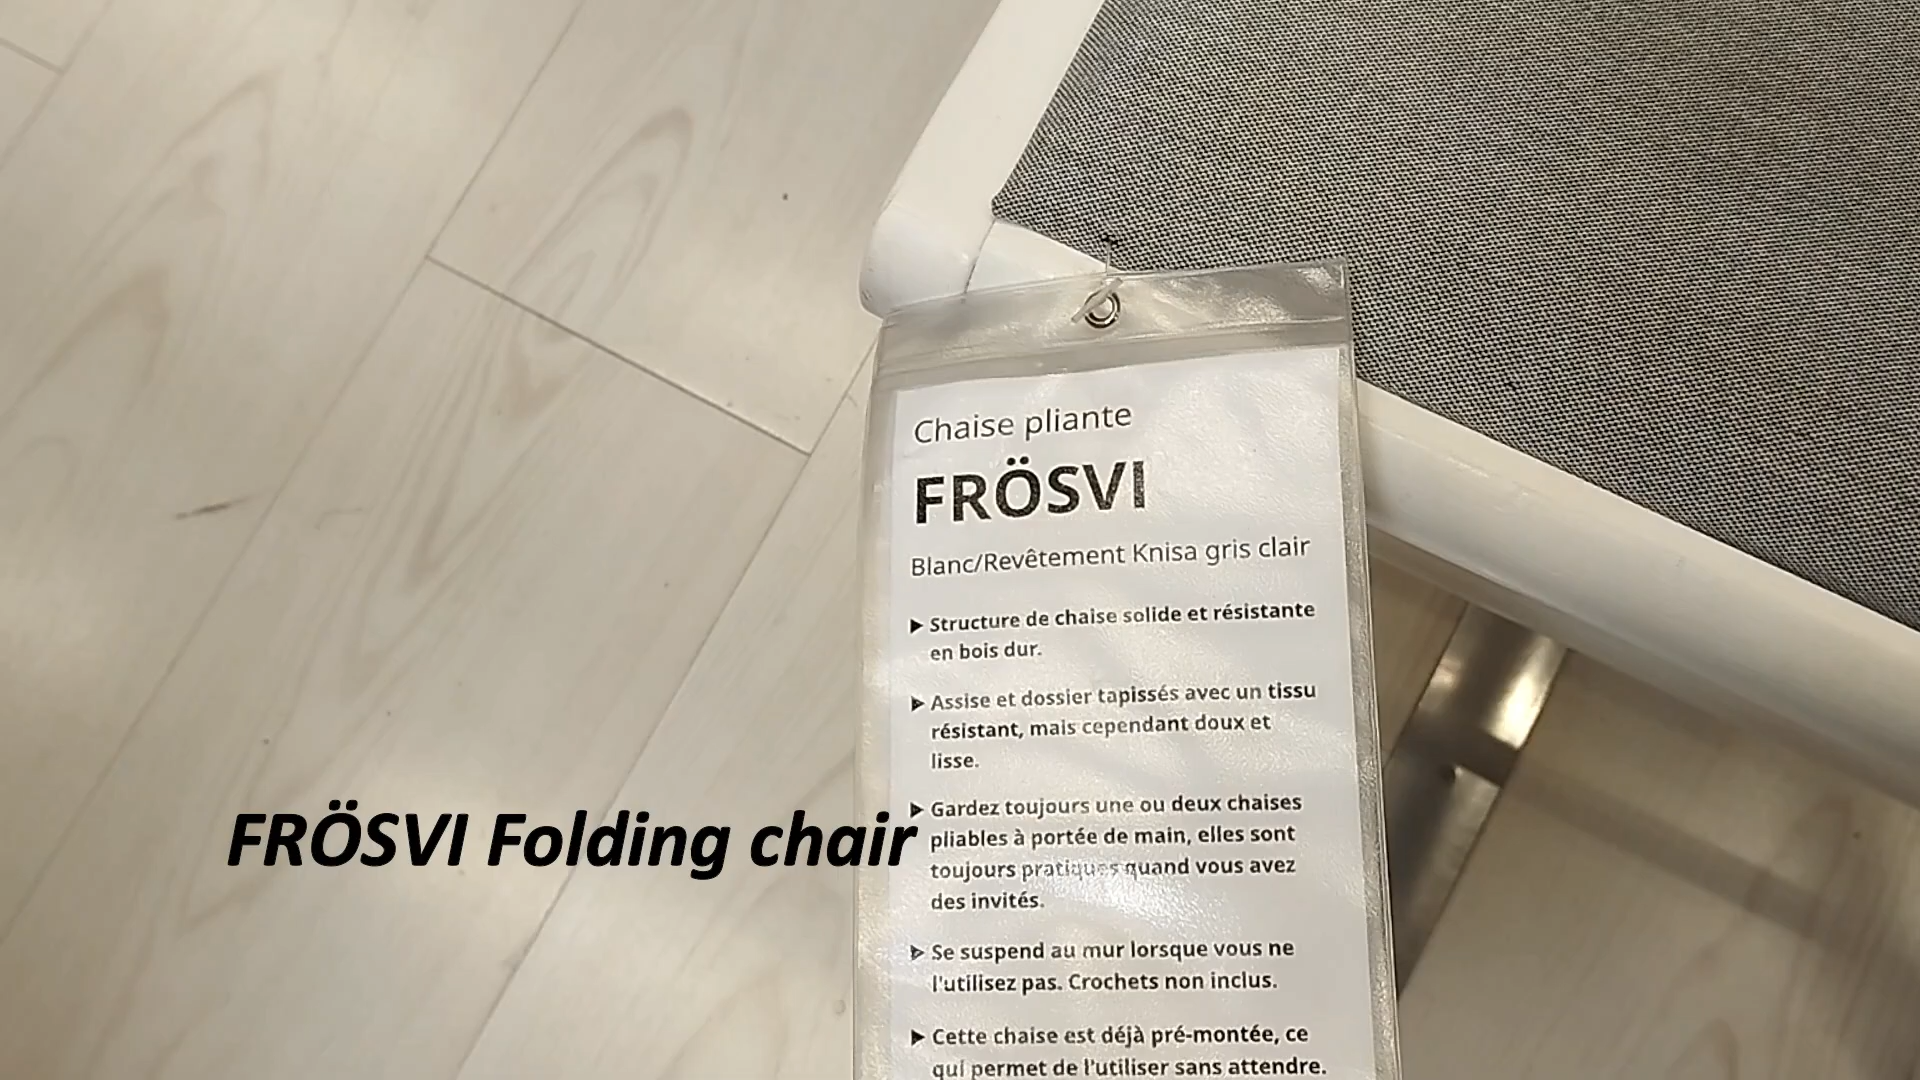 Chaise pliante
FRÖSVI
Blanc/Revêtement Knisa gris clair
▶ Structure de chaise solide et résistante
en bois dur.
▶ Assise et dossier tapissés avec un tissu
résistant, mais cependant doux et
lisse.
▶ Gardez toujours une ou deux chaises
pliables à portée de main, elles sont
toujours pratiques quand vous avez
des invités.
▶ Se suspend au mur lorsque vous ne
l'utilisez pas. Crochets non inclus.
▶ Cette chaise est déjà pré-montée, ce
qui permet de l'utiliser sans attendre.
FRÖSVI Folding chair